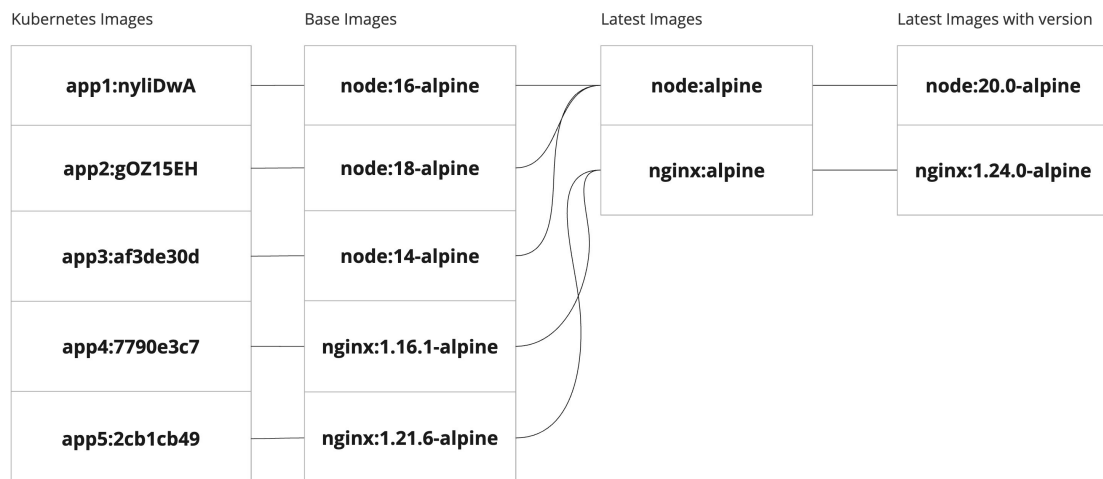 Kubernetes Images
Base Images
Latest Images
Latest Images with version
app1:nyliDwA
node:16-alpine
node:alpine
node:20.0-alpine
app2:gOZ15EH
node:18-alpine
nginx:alpine
nginx:1.24.0-alpine
app3:af3de30d
node:14-alpine
app4:7790e3c7
nginx:1.16.1-alpine
app5:2cb1cb49
nginx:1.21.6-alpine